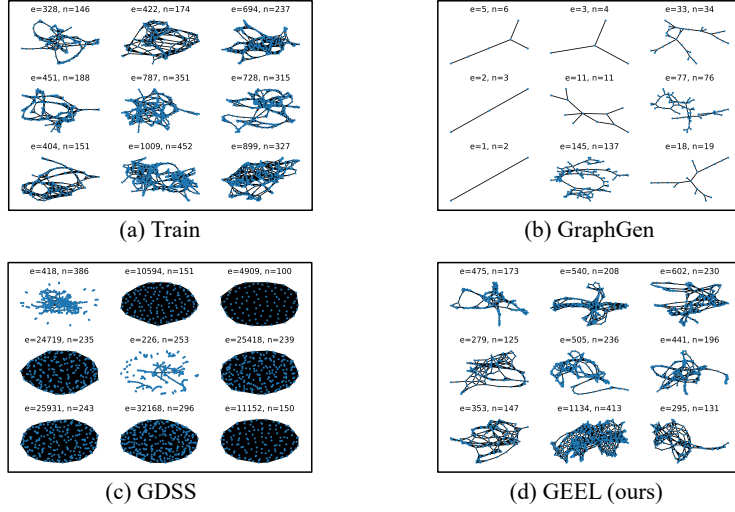 e=328, n=146 e=422, n=174 e=694, n=237
e=451, n=188 e=787, n=351 e=728, n=315
e=404, n=151 e=1009, n=452 e=899, n=327
(a) Train
e=5, n=6 e=3, n=4 e=33, n=34
e=2, n=3 e=11, n=11 e=77, n=76
e=1, n=2 e=145, n=137 e=18, n=19
(b) GraphGen
e=418, n=386 e=10594, n=151 e=4909, n=100
e=24719, n=235 e=226, n=253 e=25418, n=239
e=25931, n=243 e=32168, n=296 e=11152, n=150
(c) GDSS
e=475, n=173 e=540, n=208 e=602, n=230
e=279, n=125 e=505, n=236 e=441, n=196
e=353, n=147 e=1134, n=413 e=295, n=131
(d) GEEL (ours)